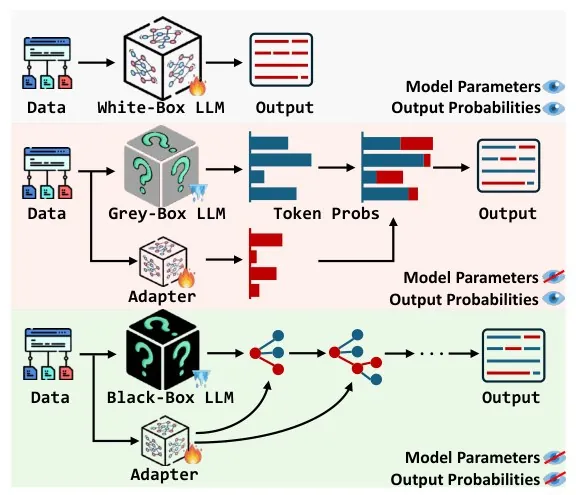 Data
White-Box LLM
Output
Model Parameters
Output Probabilities
Data
Grey-Box LLM
Token Probs
Output
Adapter
Model Parameters
Output Probabilities
Data
Black-Box LLM
Output
Adapter
Model Parameters
Output Probabilities